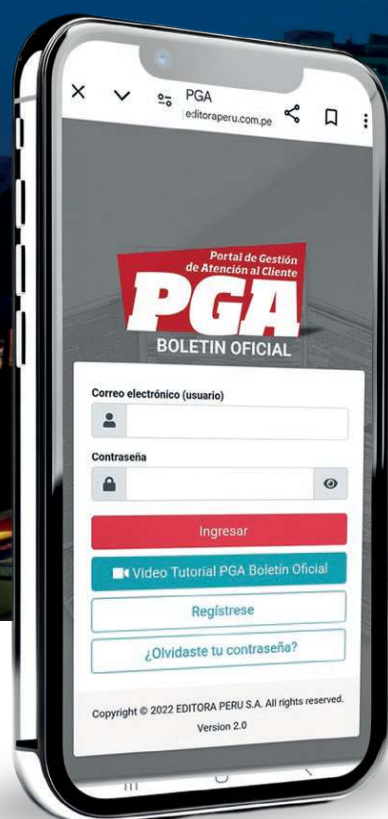 PGA
editoraperu.com.pe
Portal de Gestión
de Atención al Cliente
PGA
BOLETIN OFICIAL
Correo electrónico (usuario)
Contraseña
Ingresar
Video Tutorial PGA Boletín Oficial
Regístrese
¿Olvidaste tu contraseña?
Copyright © 2022 EDITORA PERU S.A. All rights reserved.
Version 2.0